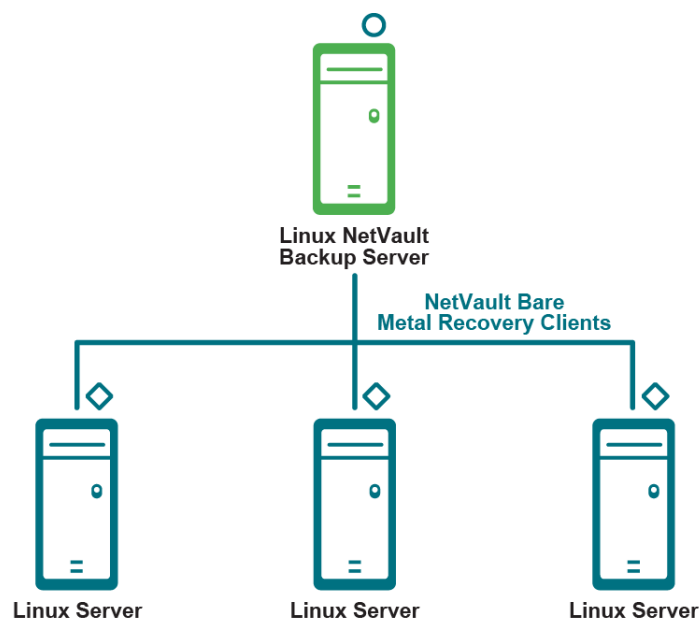 Linux NetVault
Backup Server
NetVault Bare
Metal Recovery Clients
Linux Server
Linux Server
Linux Server